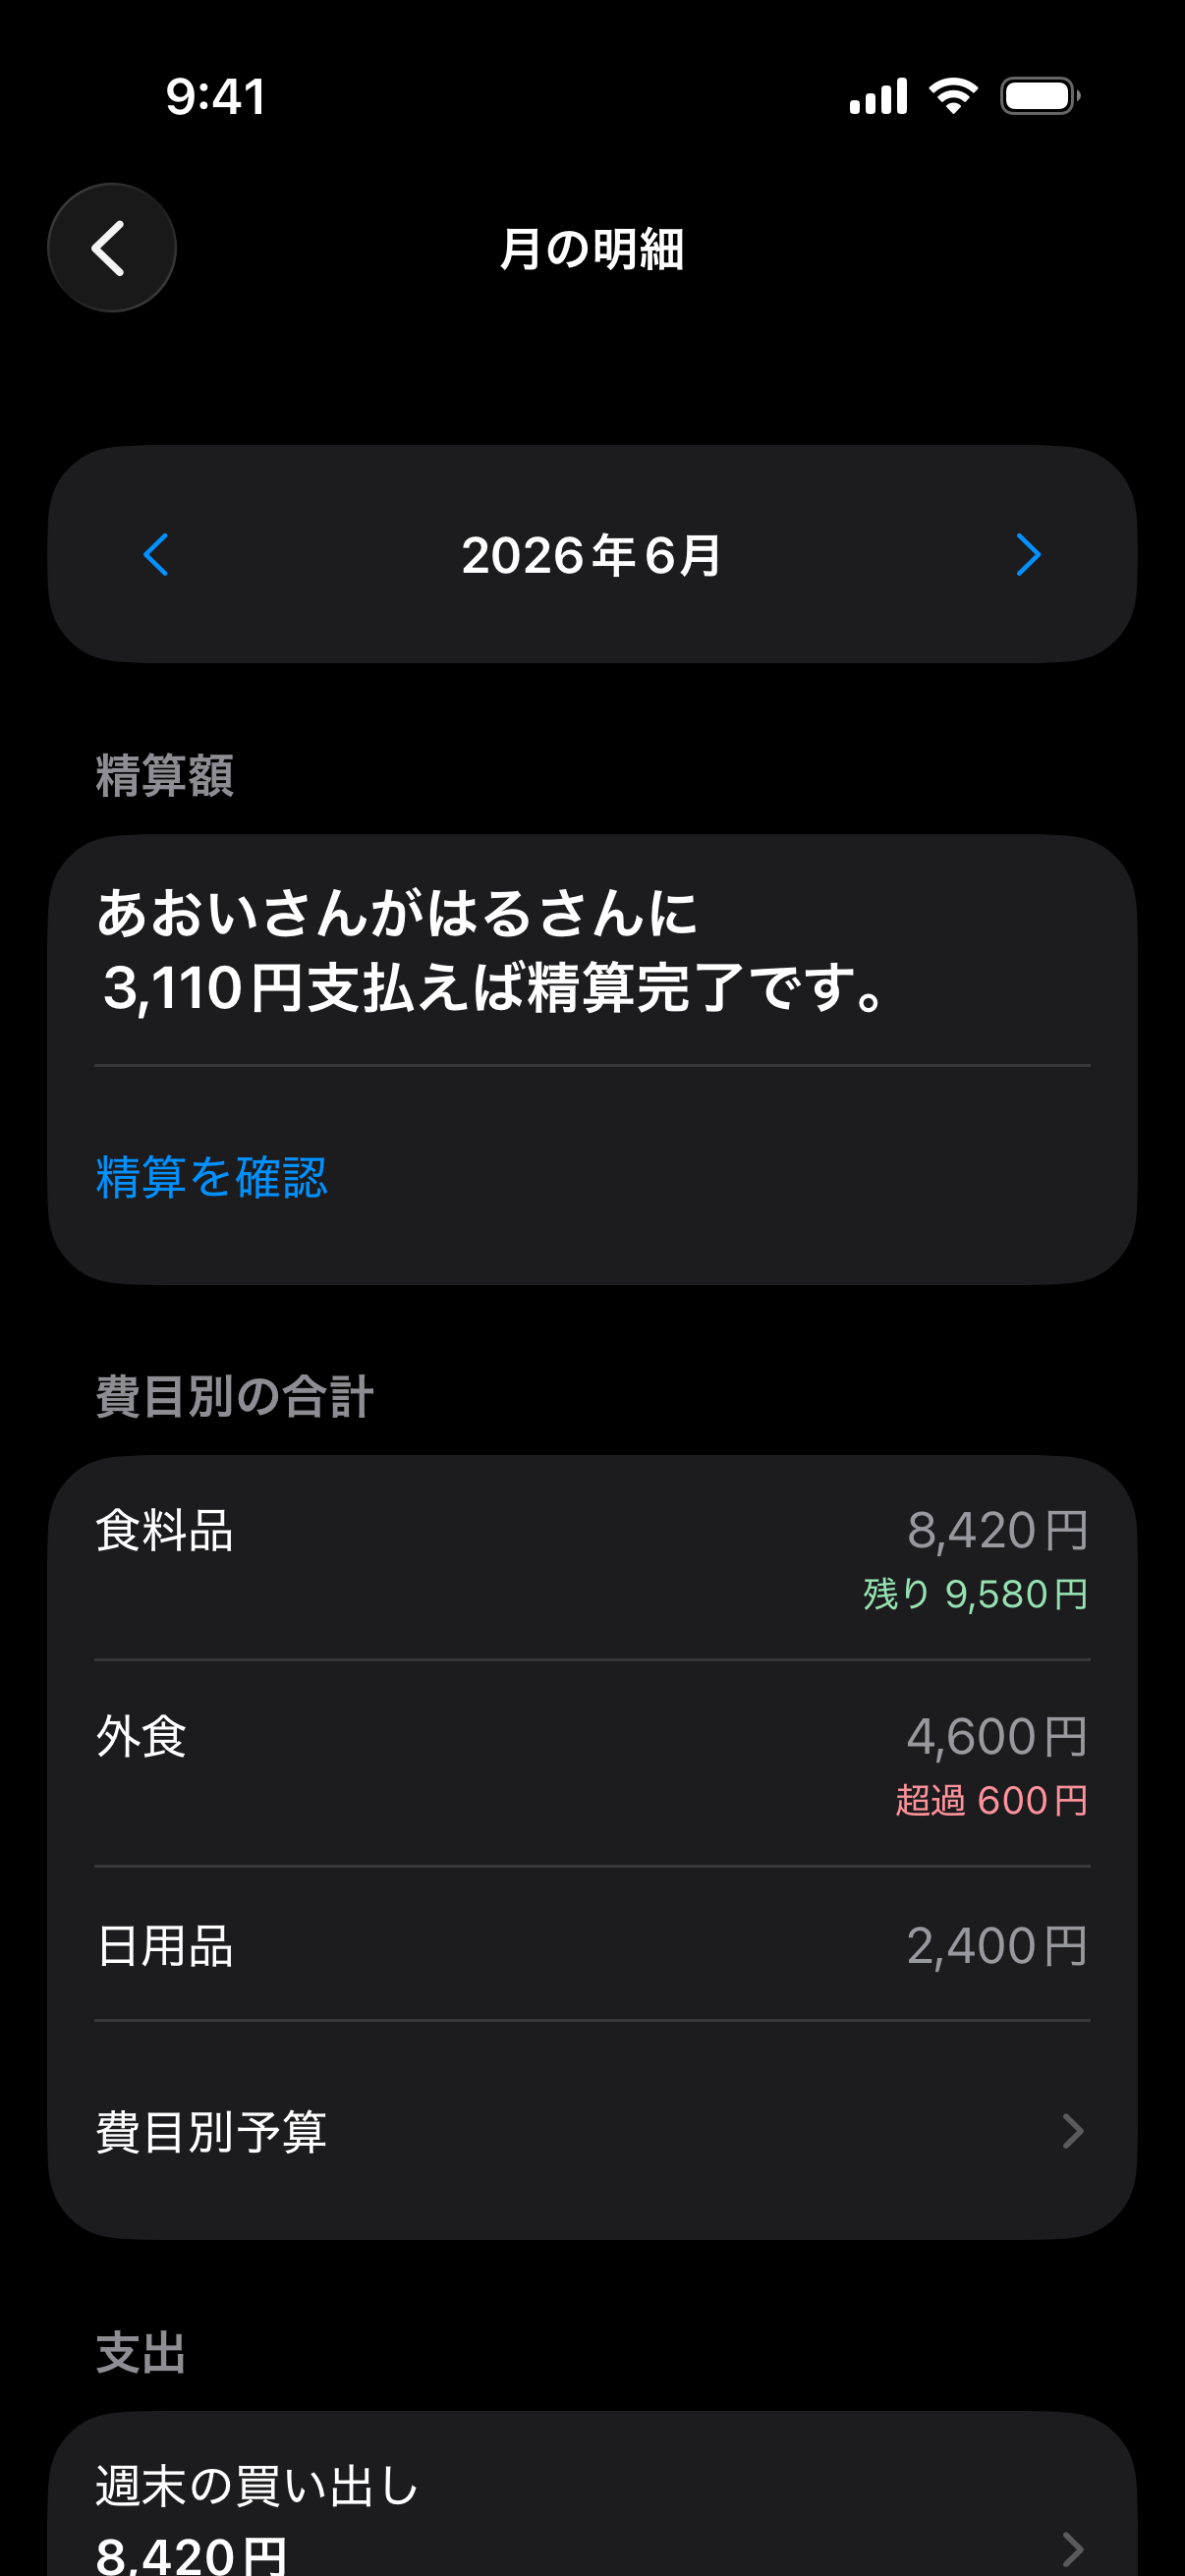 9:41
月の明細
2026年6月
精算額
あおいさんがはるさんに
3,110円支払えば精算完了です。
精算を確認
費目別の合計
食料品 8,420円
残り 9,580円
外食 4,600円
超過 600円
日用品 2,400円
費目別予算
支出
週末の買い出し
8,420円